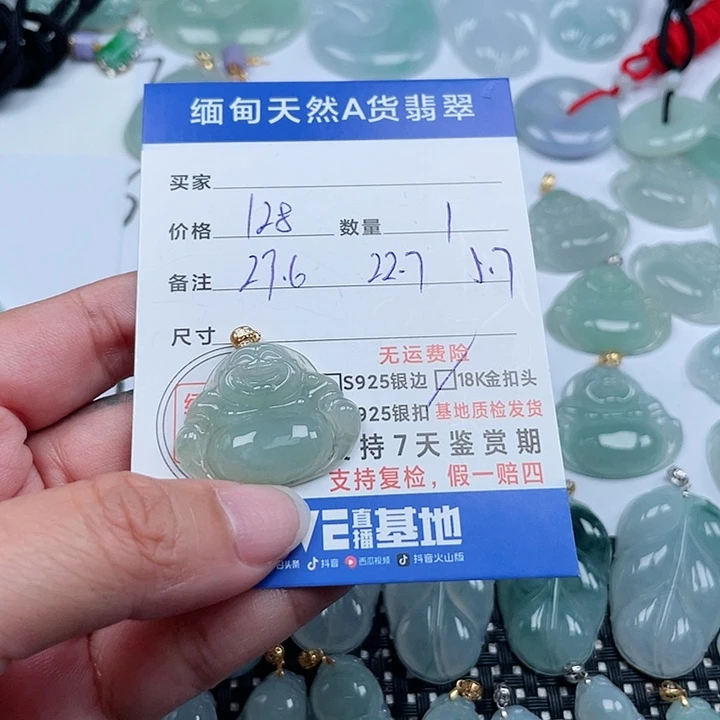 缅甸天然A货翡翠
买家
价格 128 数量 1
备注 27.6 22.7 5.7
尺寸
无运费险
S925银边 18K金扣头
925银扣 基地质检发货
持7天鉴赏期
支持复检,假一赔四
直播基地
头条 抖音 西瓜视频 抖音火山版